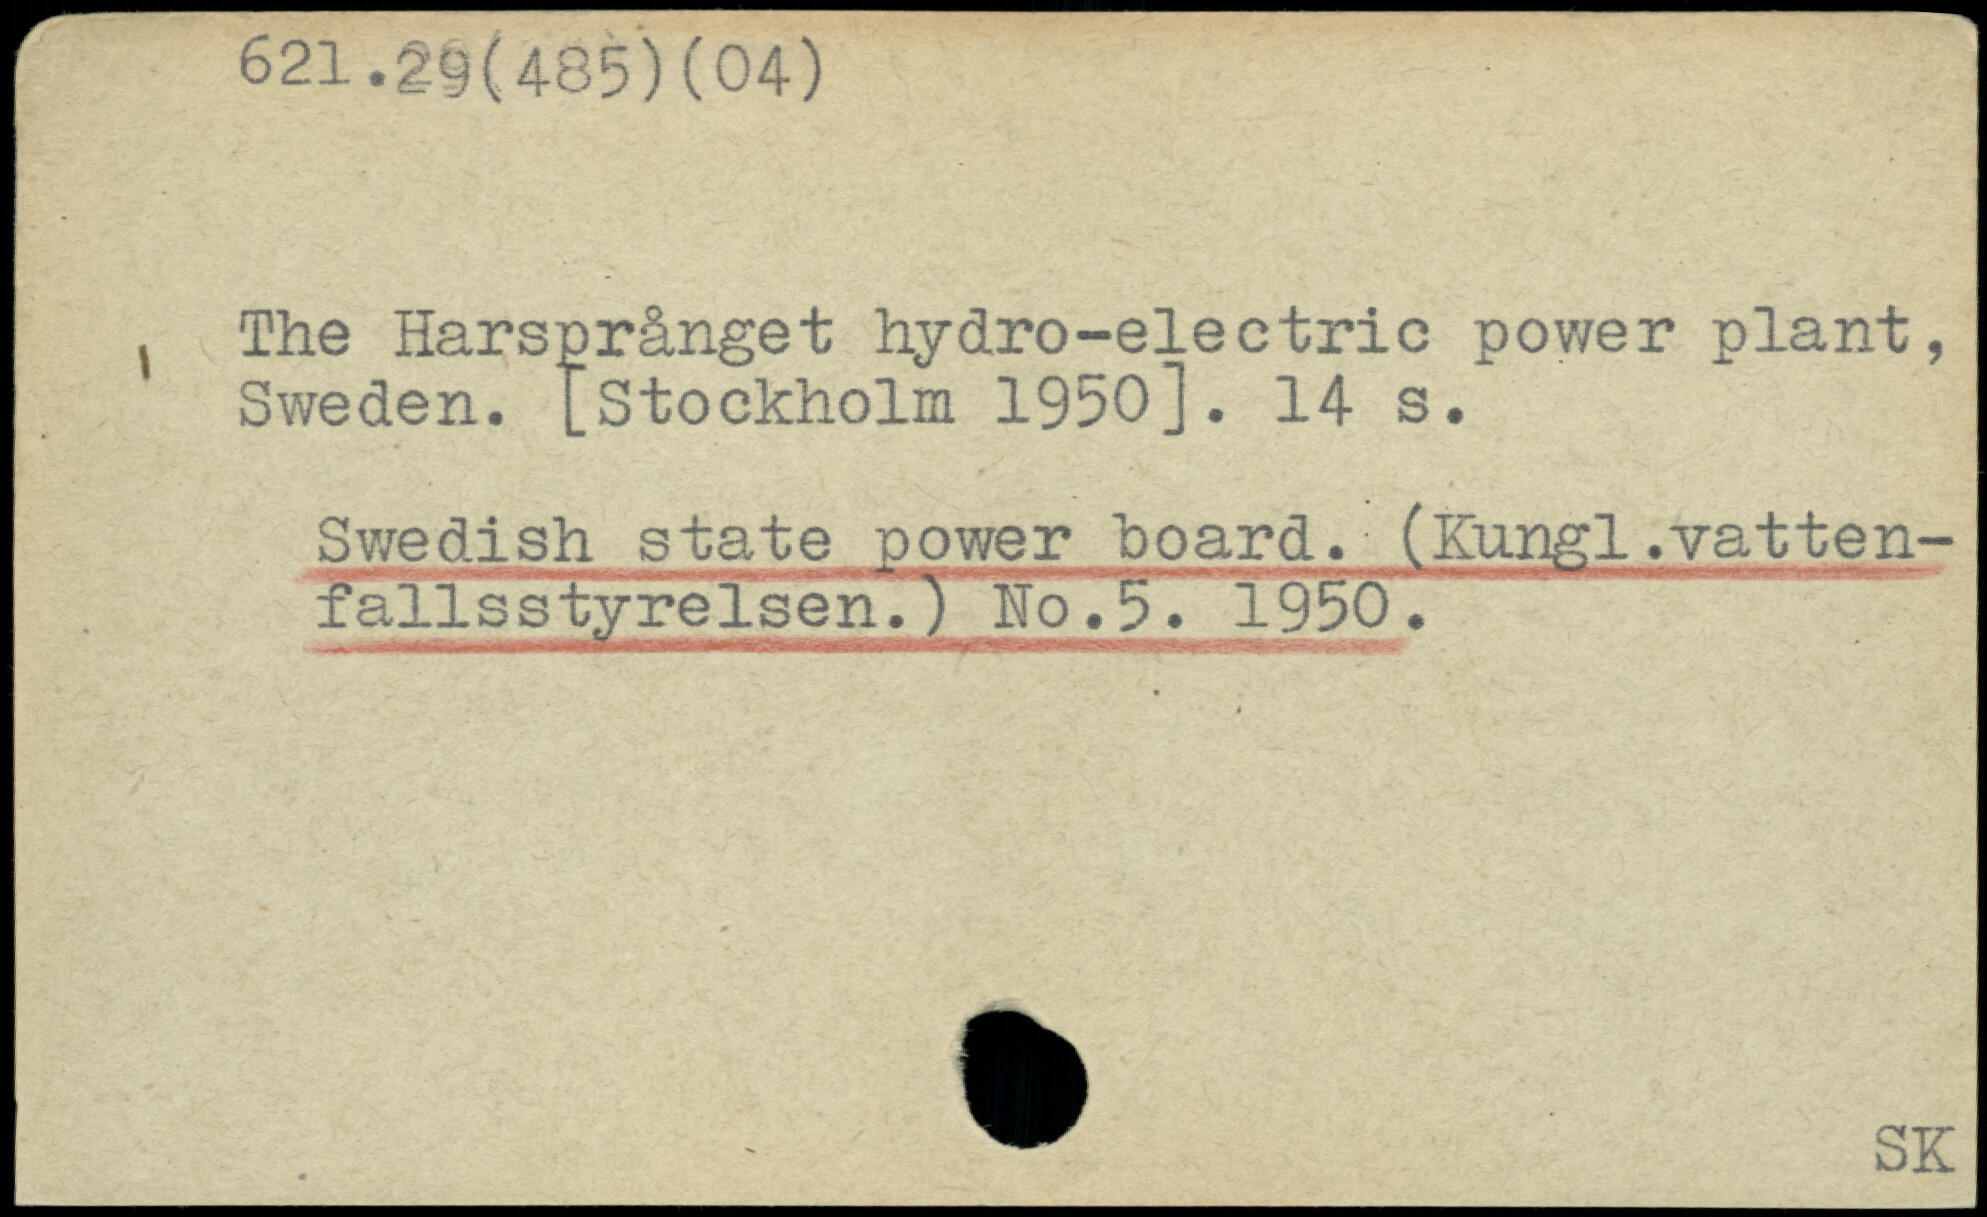 621.29(485)(04)
The Harsprånget hydro-electric power plant,
Sweden. [Stockholm 1950]. 14 s.
Swedish state power board. (Kungl.vatten-
fallsstyrelsen.) No.5. 1950.
SK